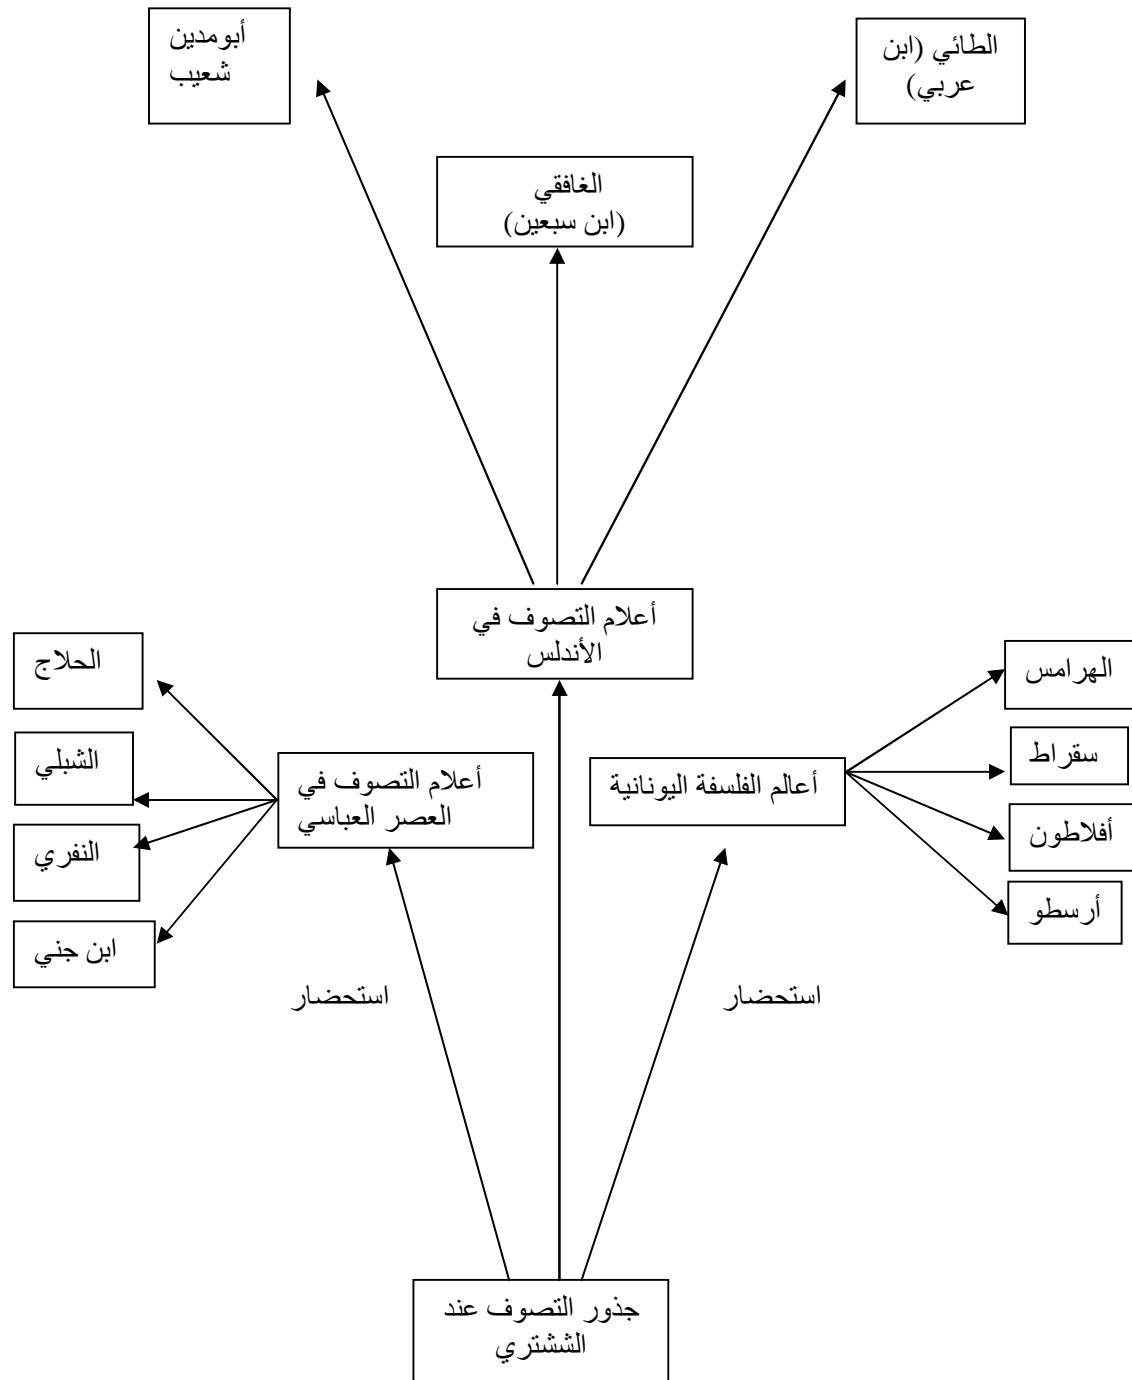 الطائي (ابن
عربي)
أبومدين
شعيب
الغافقي
(ابن سبعين)
أعلام التصوف في
الأندلس
الهرامس
سقراط
أفلاطون
أرسطو
أعالم الفلسفة اليونانية
أعلام التصوف في
العصر العباسي
الحلاج
الشبلي
النفري
ابن جني
استحضار
استحضار
جذور التصوف عند
الششتري